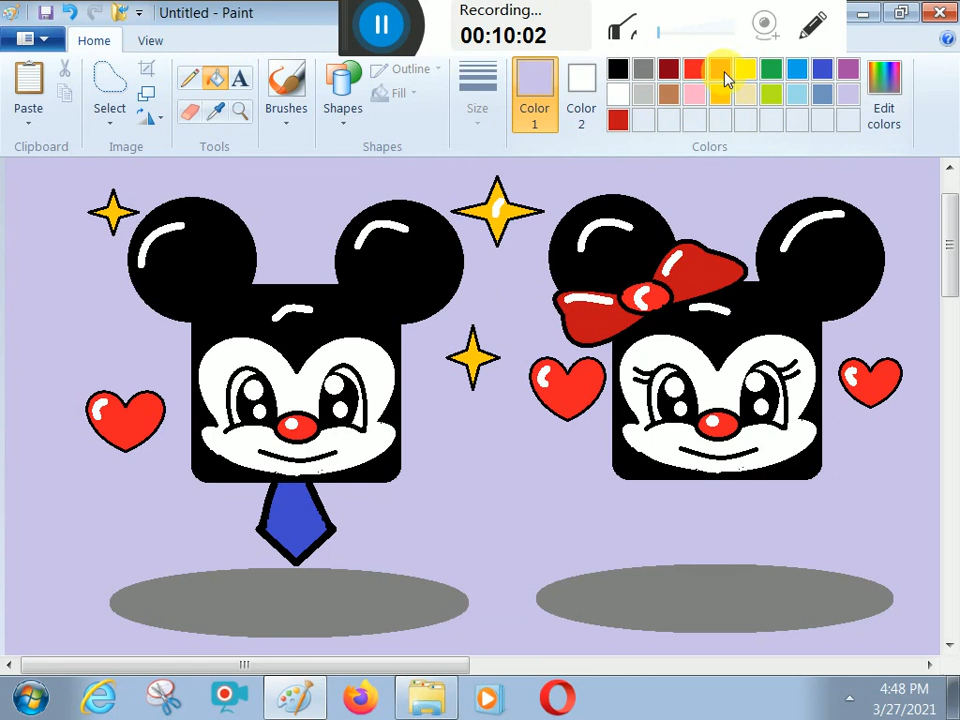 Untitled - Paint
Recording...
00:10:02
Home
View
Paste
Select
Brushes
Shapes
Outline
Fill
Size
Color
1
Color
2
Edit
colors
Clipboard
Image
Tools
Shapes
Colors
4:48 PM
3/27/2021